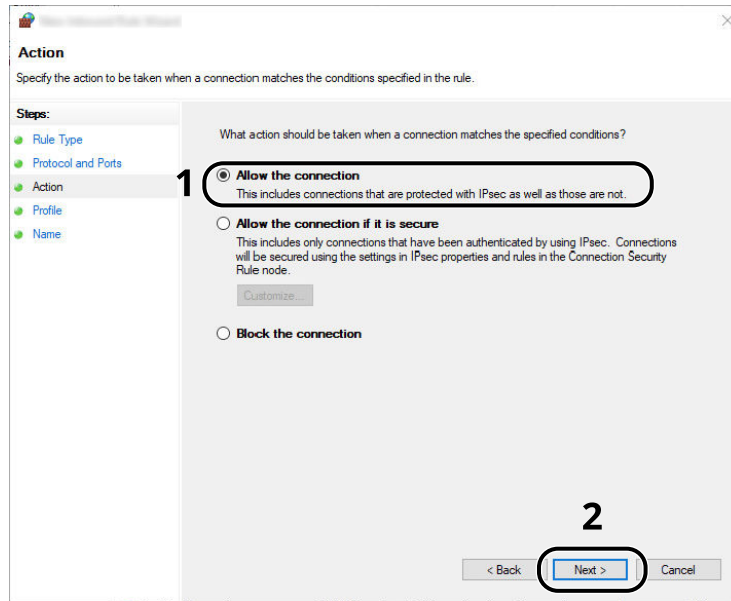 Action
Specify the action to be taken when a connection matches the conditions specified in the rule.
Steps:
Rule Type
Protocol and Ports
Action
Profile
Name
What action should be taken when a connection matches the specified conditions?
1
Allow the connection
This includes connections that are protected with IPsec as well as those are not.
Allow the connection if it is secure
This includes only connections that have been authenticated by using IPsec. Connections
will be secured using the settings in IPsec properties and rules in the Connection Security
Rule node.
Customize...
Block the connection
2
< Back
Next >
Cancel